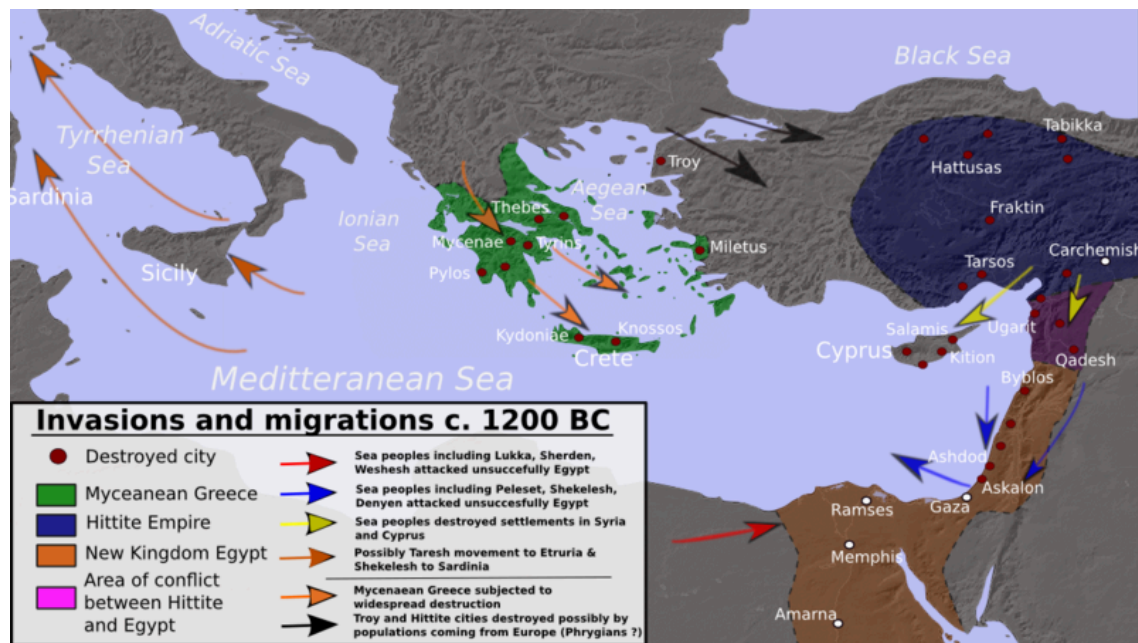 Adriatic Sea
Black Sea
Tyrrhenian
Sea
Tabikka
Hattusas
Troy
Sardinia
Aegean
Sea
Thebes
Fraktin
Ionian
Sea
Mycenae
Tyrins
Miletus
Carchemish
Sicily
Pylos
Tarsos
Kydoniae
Knossos
Salamis
Ugarit
Crete
Cyprus
Kition
Qadesh
Meditteranean Sea
Byblos
Ashdod
Askalon
Gaza
Ramses
Memphis
Amarna
Invasions and migrations c. 1200 BC
Destroyed city
Myceanean Greece
Hittite Empire
New Kingdom Egypt
Area of conflict
between Hittite
and Egypt
Sea peoples including Lukka, Sherden,
Weshesh attacked unsuccefully Egypt
Sea peoples including Peleset, Shekelesh,
Denyen attacked unsuccesfully Egypt
Sea peoples destroyed settlements in Syria
and Cyprus
Possibly Taresh movement to Etruria &
Shekelesh to Sardinia
Mycenaean Greece subjected to
widespread destruction
Troy and Hittite cities destroyed possibly by
populations coming from Europe (Phrygians ?)